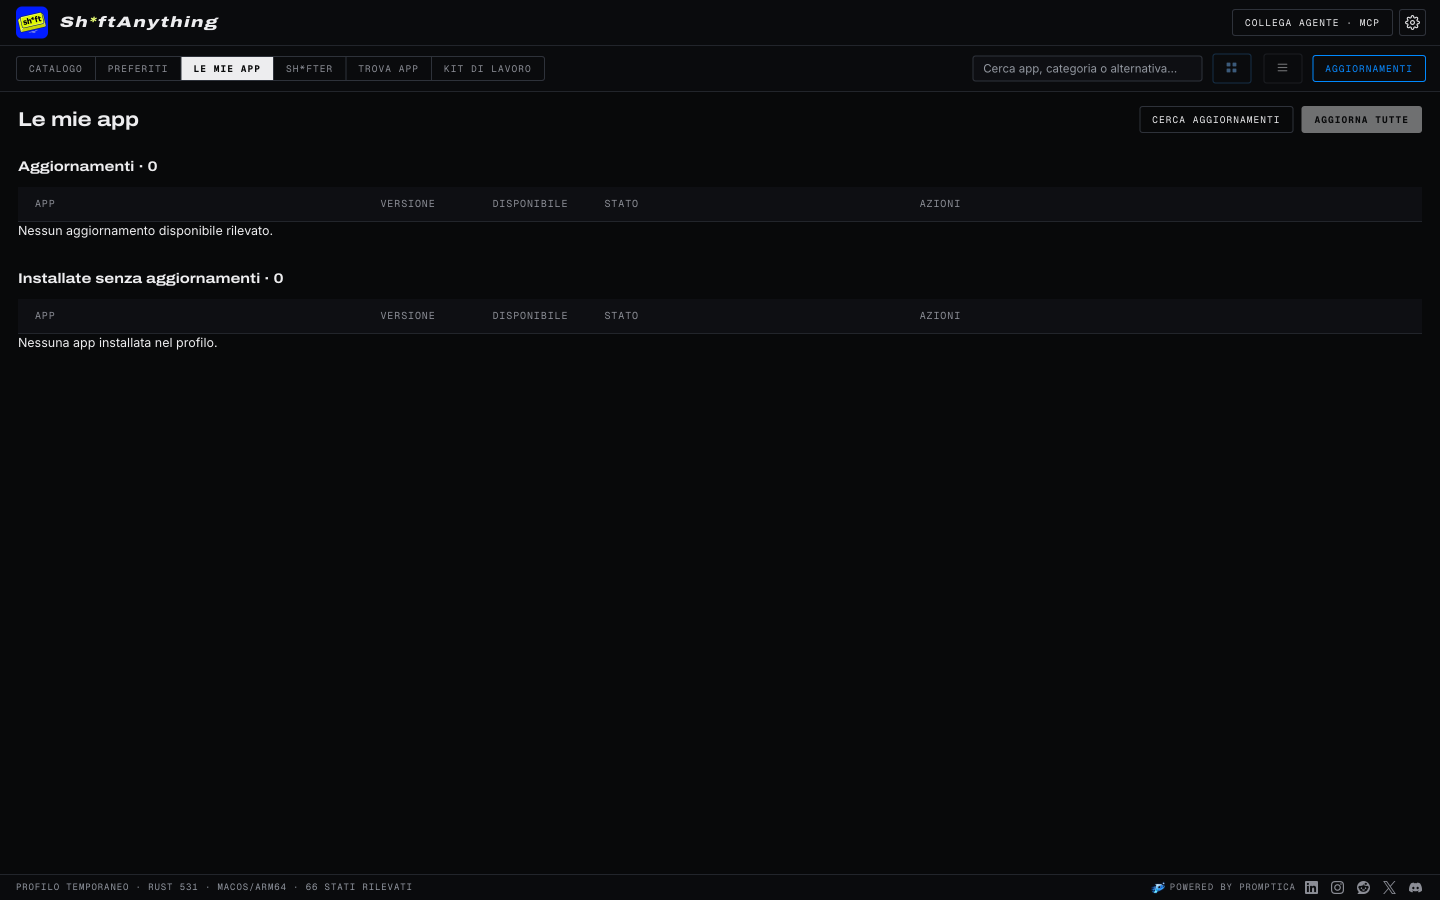 sh*ft Sh*ftAnything COLLEGA AGENTE · MCP
CATALOGO PREFERITI LE MIE APP SH*FTER TROVA APP KIT DI LAVORO Cerca app, categoria o alternativa... AGGIORNAMENTI
Le mie app CERCA AGGIORNAMENTI AGGIORNA TUTTE
Aggiornamenti · 0
APP VERSIONE DISPONIBILE STATO AZIONI
Nessun aggiornamento disponibile rilevato.
Installate senza aggiornamenti · 0
APP VERSIONE DISPONIBILE STATO AZIONI
Nessuna app installata nel profilo.
PROFILO TEMPORANEO · RUST 531 · MACOS/ARM64 · 66 STATI RILEVATI POWERED BY PROMPTICA